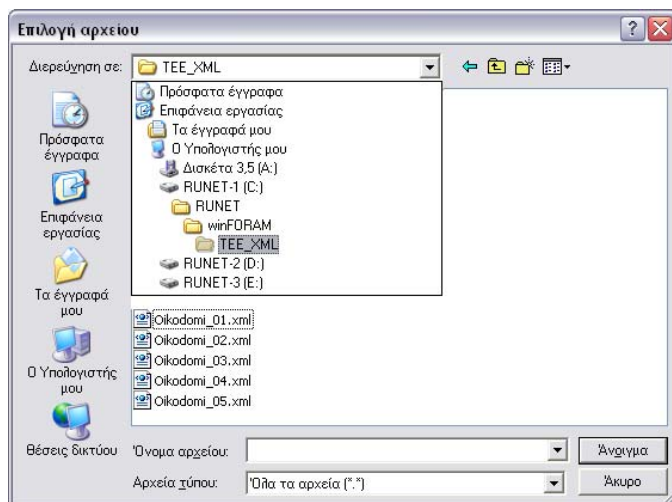 Επιλογή αρχείου
Διερεύνηση σε:
TEE_XML
Πρόσφατα έγγραφα
Επιφάνεια εργασίας
Τα έγγραφά μου
Ο Υπολογιστής μου
Δισκέτα 3,5 (A:)
RUNET-1 (C:)
RUNET
winFORAM
TEE_XML
RUNET-2 (D:)
RUNET-3 (E:)
Πρόσφατα
έγγραφα
Επιφάνεια
εργασίας
Τα έγγραφά
μου
Ο Υπολογιστής
μου
Θέσεις δικτύου
Oikodomi_01.xml
Oikodomi_02.xml
Oikodomi_03.xml
Oikodomi_04.xml
Oikodomi_05.xml
Όνομα αρχείου:
Άνοιγμα
Αρχεία τύπου:
Όλα τα αρχεία (*.*)
Άκυρο